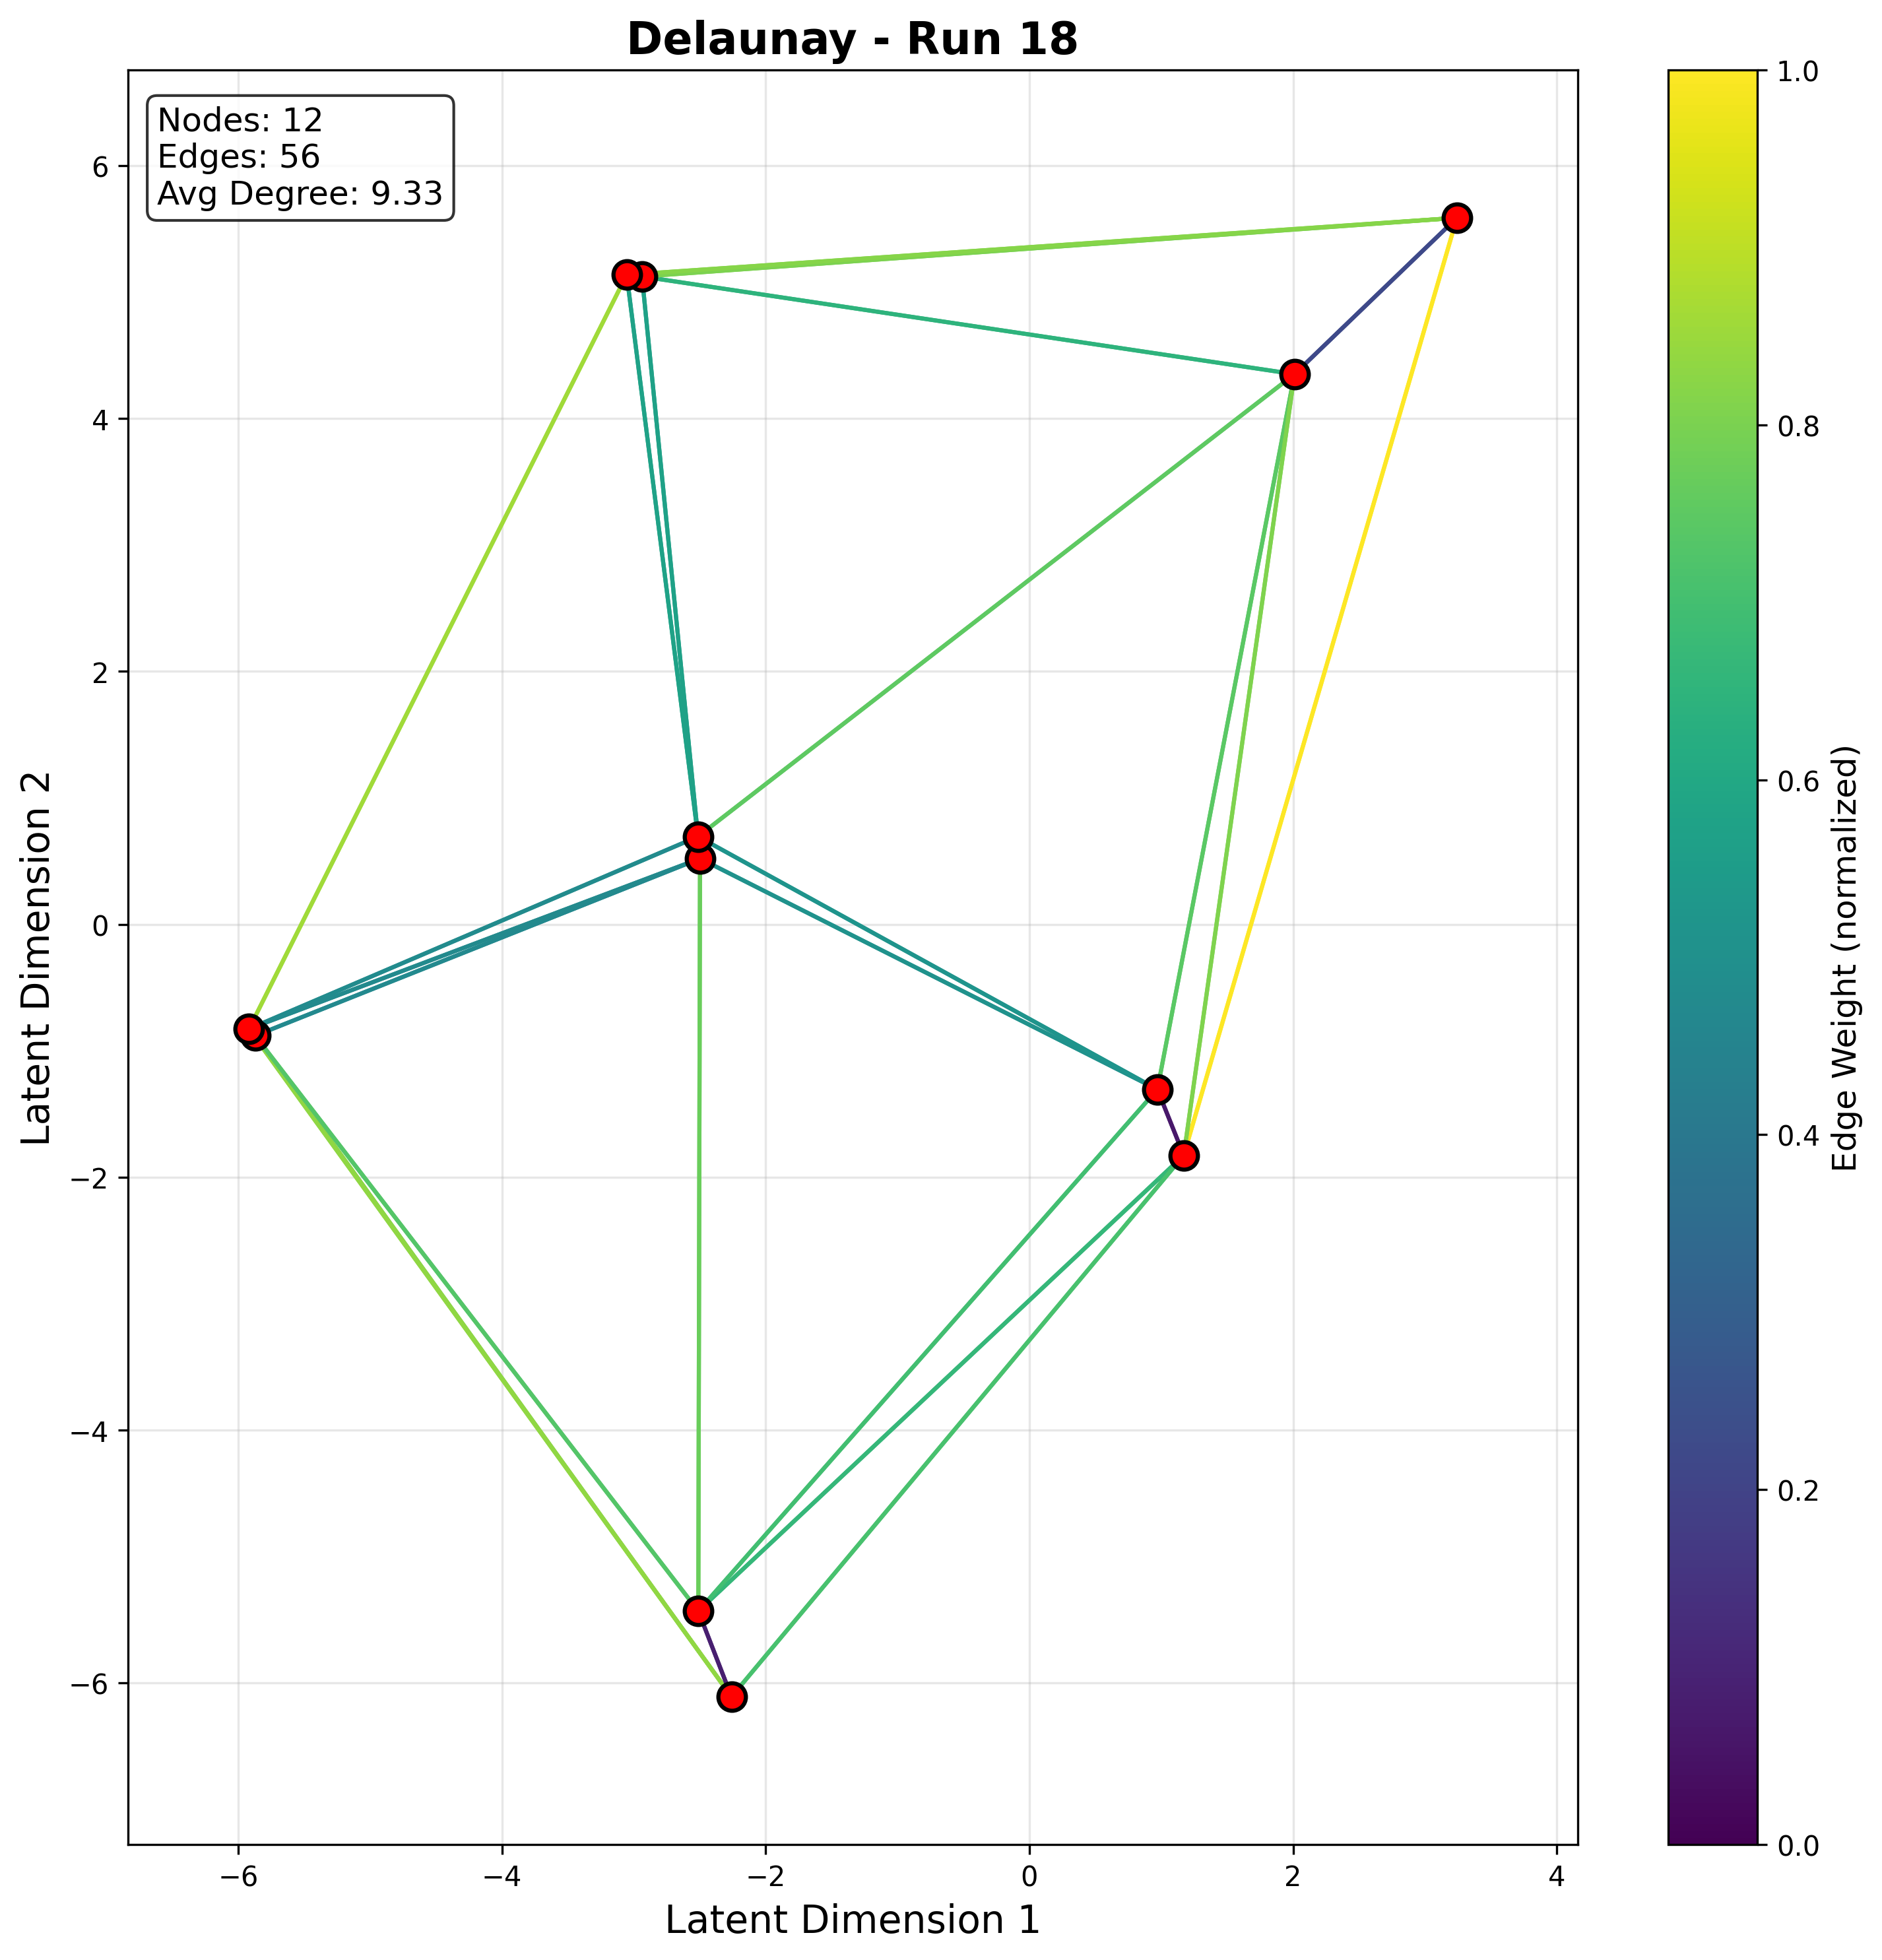 Delaunay - Run 18
Nodes: 12
Edges: 56
Avg Degree: 9.33
6
4
2
0
−2
−4
−6
Latent Dimension 2
−6
−4
−2
0
2
4
Latent Dimension 1
1.0
0.8
0.6
0.4
0.2
0.0
Edge Weight (normalized)